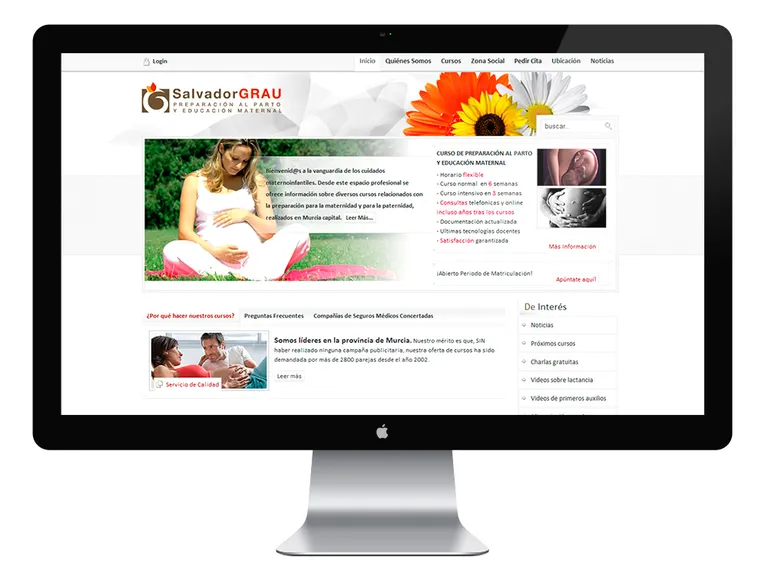 Login
Inicio Quiénes Somos Cursos Zona Social Pedir Cita Ubicación Noticias
SalvadorGRAU
PREPARACIÓN AL PARTO
Y EDUCACIÓN MATERNAL
buscar...
Bienvenid@s a la vanguardia de los cuidados
maternoinfantiles. Desde este espacio profesional se
ofrece información sobre diversos cursos relacionados con
la preparación para la maternidad y para la paternidad,
realizados en Murcia capital. Leer Más...
CURSO DE PREPARACIÓN AL PARTO
Y EDUCACIÓN MATERNAL
- Horario flexible
- Curso normal en 6 semanas
- Curso intensivo en 3 semanas
- Consultas telefonicas y online
incluso años tras los cursos
- Documentación actualizada
- Ultimas tecnologías docentes
- Satisfacción garantizada
Más información
¡Abierto Periodo de Matriculación!
Apúntate aquí!
¿Por qué hacer nuestros cursos? Preguntas Frecuentes Compañías de Seguros Médicos Concertadas
Servicio de Calidad
Somos líderes en la provincia de Murcia. Nuestro mérito es que, SIN
haber realizado ninguna campaña publicitaria, nuestra oferta de cursos ha sido
demandada por más de 2800 parejas desde el año 2002.
Leer más
De Interés
Noticias
Próximos cursos
Charlas gratuitas
Videos sobre lactancia
Videos de primeros auxilios